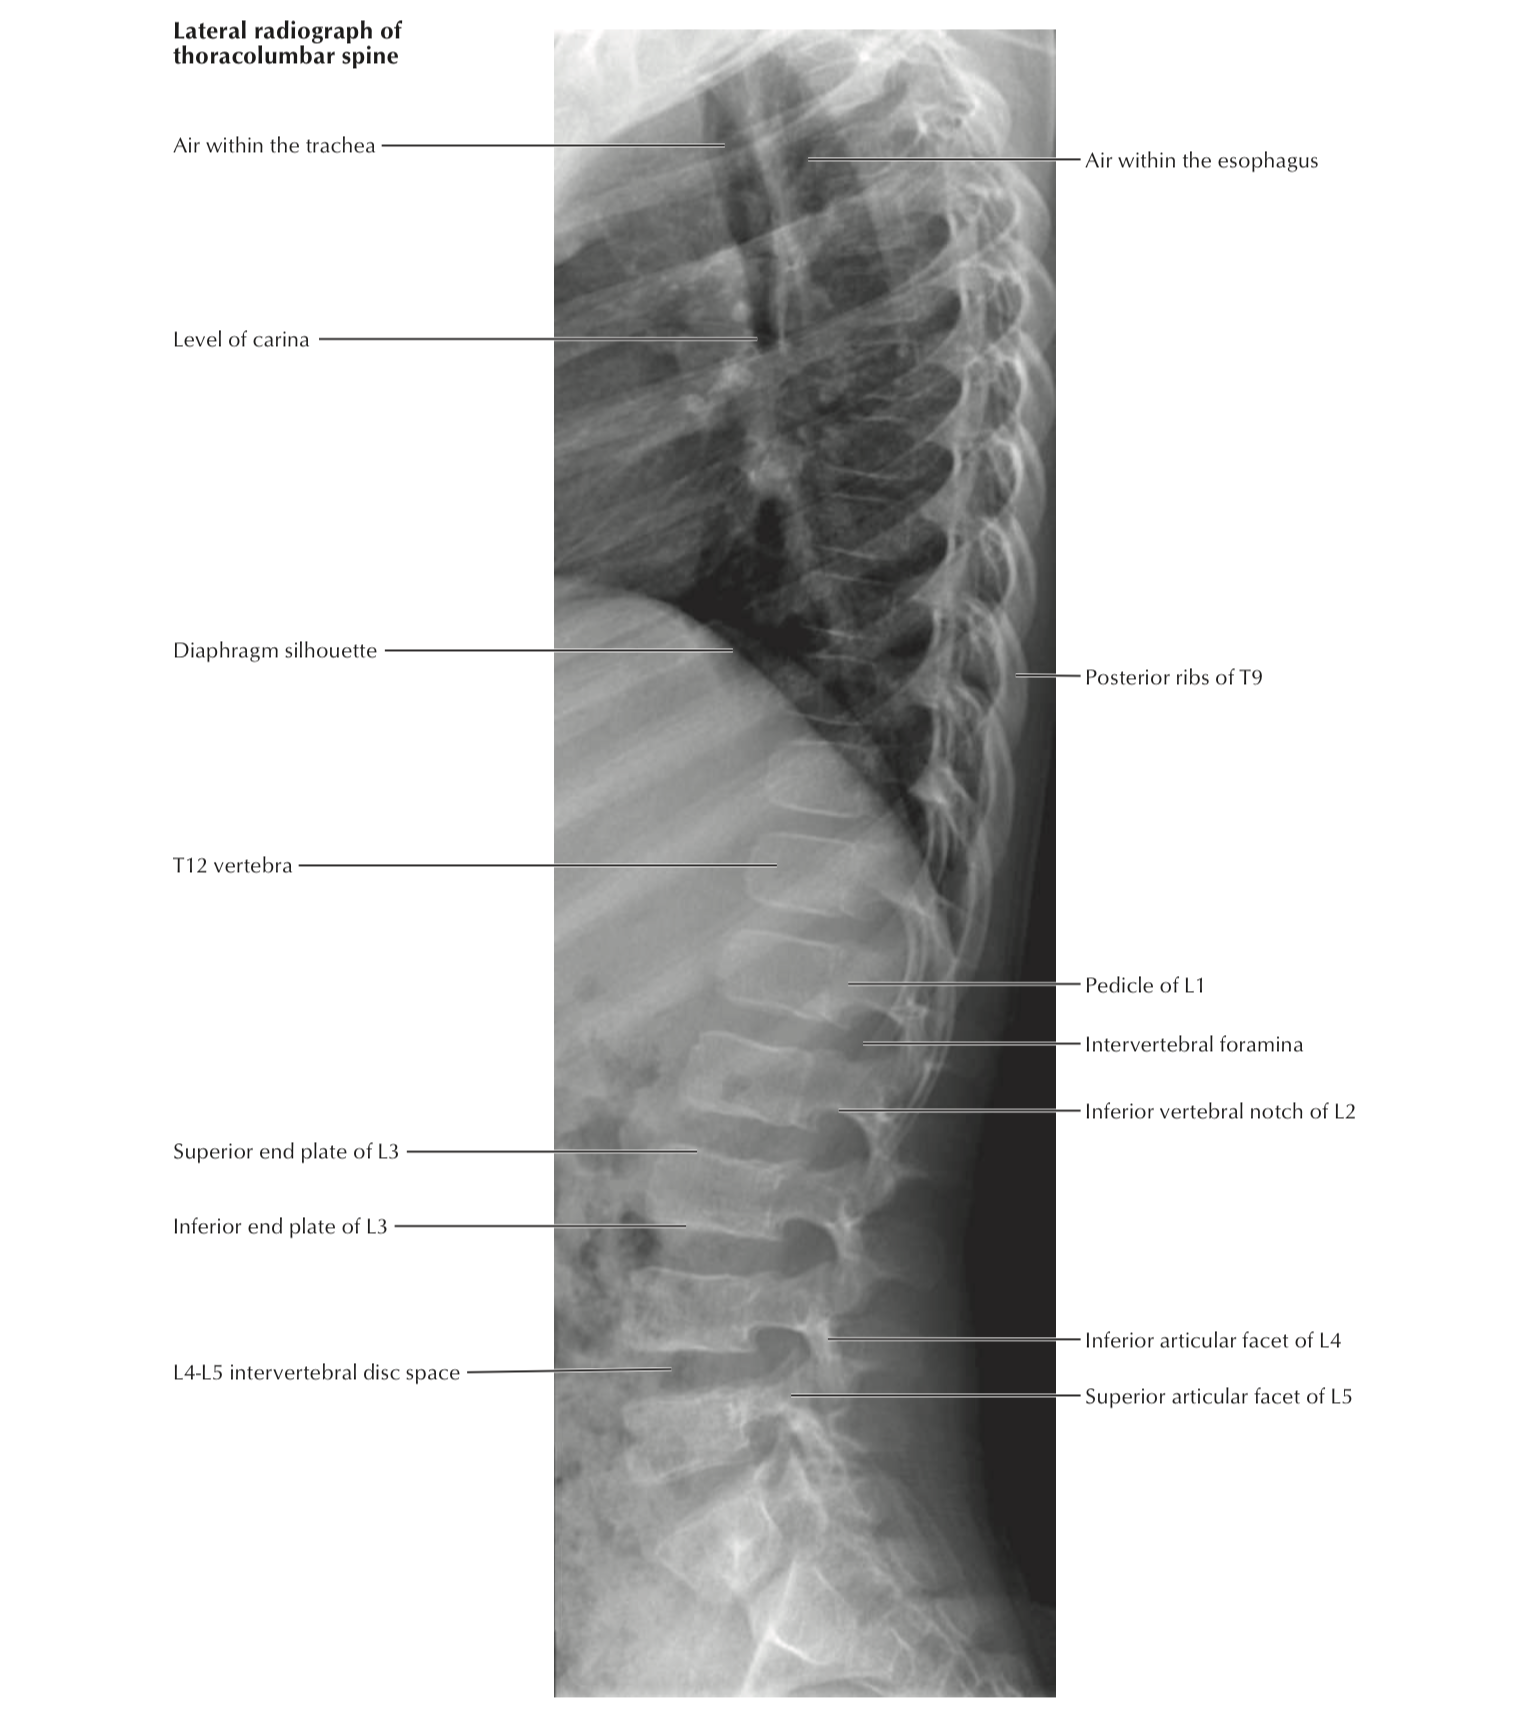 Lateral radiograph of
thoracolumbar spine
Air within the trachea
Air within the esophagus
Level of carina
Diaphragm silhouette
Posterior ribs of T9
T12 vertebra
Pedicle of L1
Intervertebral foramina
Inferior vertebral notch of L2
Superior end plate of L3
Inferior end plate of L3
Inferior articular facet of L4
L4-L5 intervertebral disc space
Superior articular facet of L5